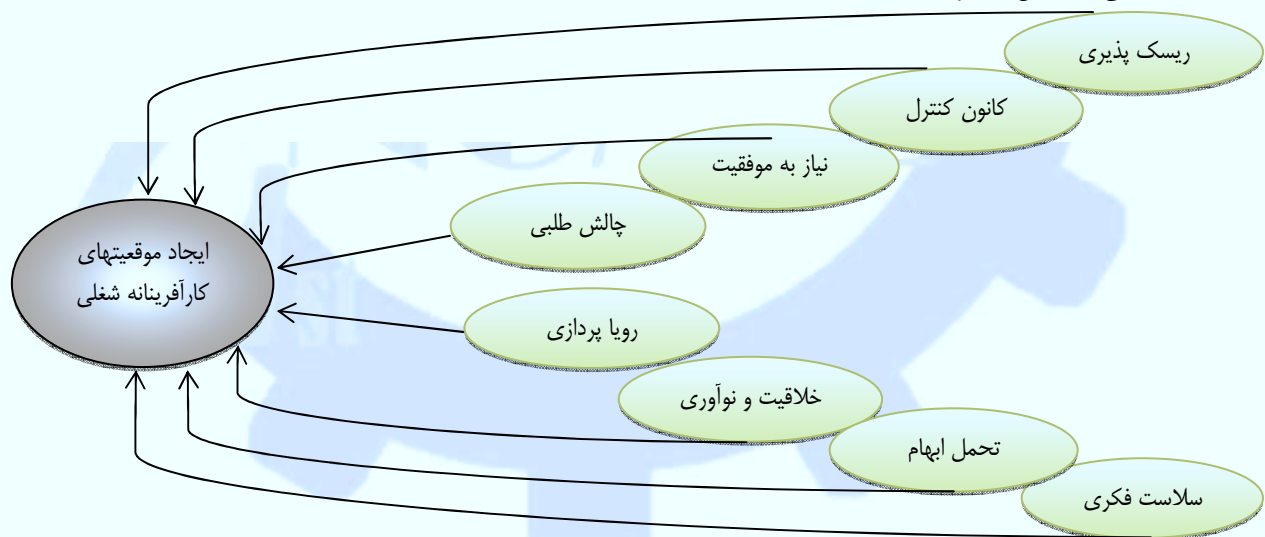 ریسک پذیری
کانون کنترل
نیاز به موفقیت
چالش طلبی
ایجاد موقعیتهای
کارآفرینانه شغلی
رویا پردازی
خلاقیت و نوآوری
تحمل ابهام
سلاست فکری